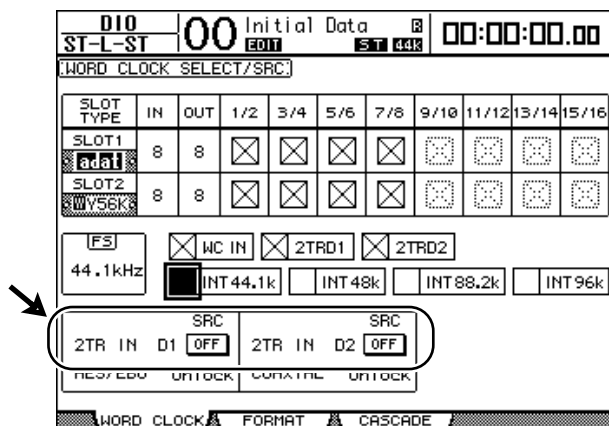 DIO
ST-L-ST
00 Initial Data
EDIT ST 44k
00:00:00.00
WORD CLOCK SELECT/SRC
SLOT TYPE IN OUT 1/2 3/4 5/6 7/8 9/10 11/12 13/14 15/16
SLOT1 8 8
adat
SLOT2 8 8
WY56K
FS
44.1kHz
WC IN 2TRD1 2TRD2
INT44.1k INT48k INT88.2k INT96k
SRC SRC
2TR IN D1 OFF 2TR IN D2 OFF
AES/EBU UNLOCK COAXIAL UNLOCK
WORD CLOCK FORMAT CASCADE